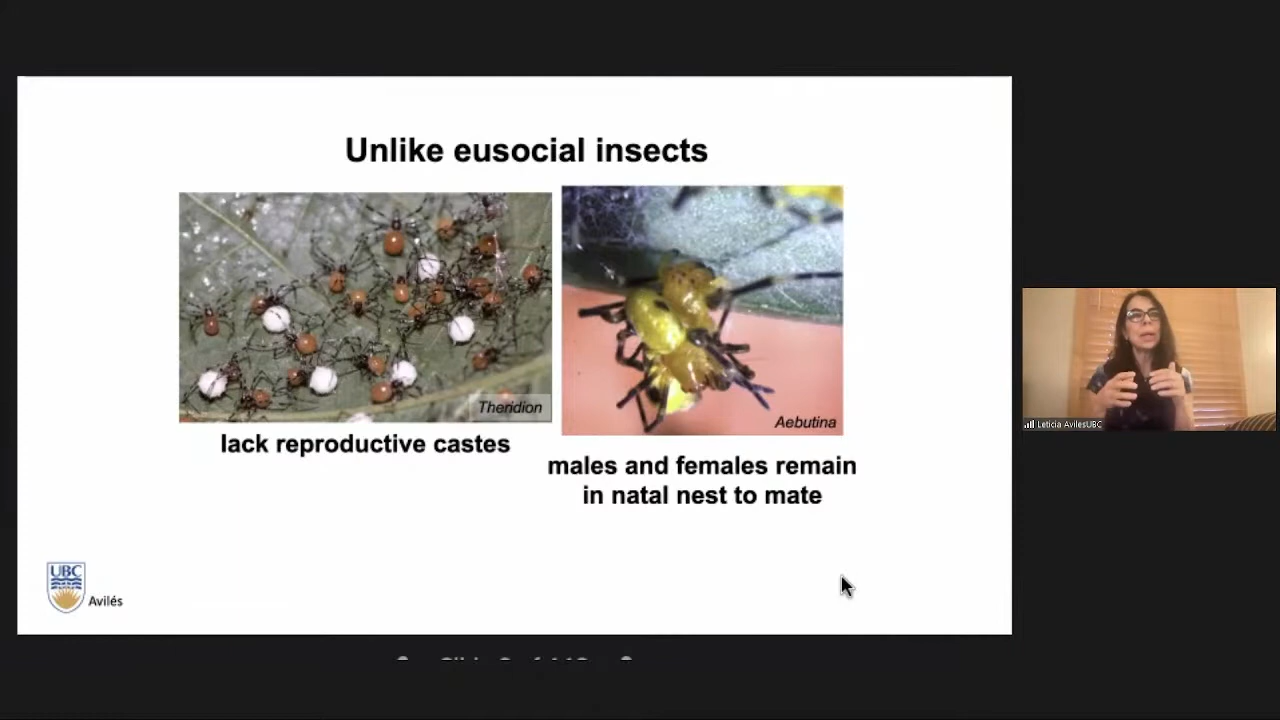 Unlike eusocial insects
Theridion
Aebutina
lack reproductive castes
males and females remain
in natal nest to mate
UBC
Avilés
Leticia AvilesUBC